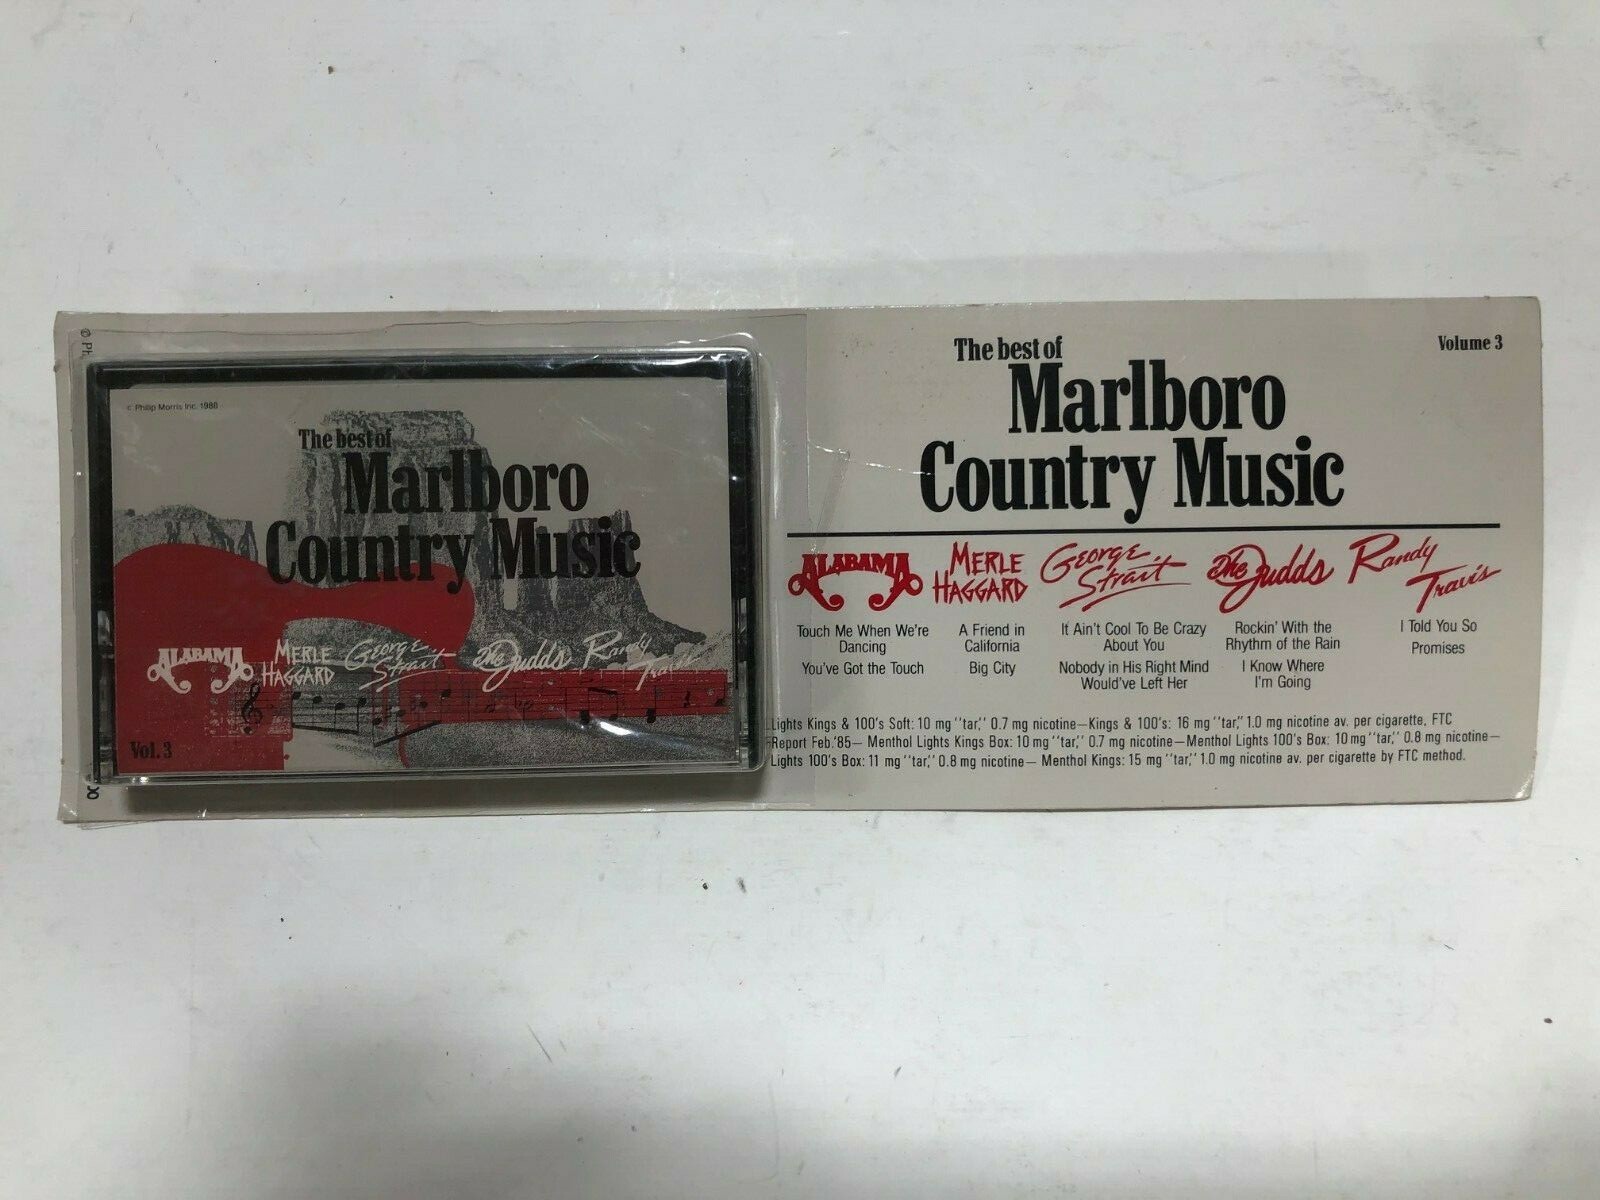 © Ph
© Philip Morris Inc. 1988
The best of
Marlboro
Country Music
ALABAMA
MERLE
HAGGARD
George
Strait
The Judds
Randy
Travis
Vol. 3
The best of
Marlboro
Country Music
Volume 3
ALABAMA
MERLE
HAGGARD
George
Strait
The Judds
Randy
Travis
Touch Me When We're
Dancing
You've Got the Touch
A Friend in
California
Big City
It Ain't Cool To Be Crazy
About You
Nobody in His Right Mind
Would've Left Her
Rockin' With the
Rhythm of the Rain
I Know Where
I'm Going
I Told You So
Promises
Lights Kings & 100's Soft: 10 mg "tar," 0.7 mg nicotine—Kings & 100's: 16 mg "tar," 1.0 mg nicotine av. per cigarette, FTC
Report Feb.'85— Menthol Lights Kings Box: 10 mg "tar," 0.7 mg nicotine—Menthol Lights 100's Box: 10 mg "tar," 0.8 mg nicotine—
Lights 100's Box: 11 mg "tar," 0.8 mg nicotine— Menthol Kings: 15 mg "tar," 1.0 mg nicotine av. per cigarette by FTC method.